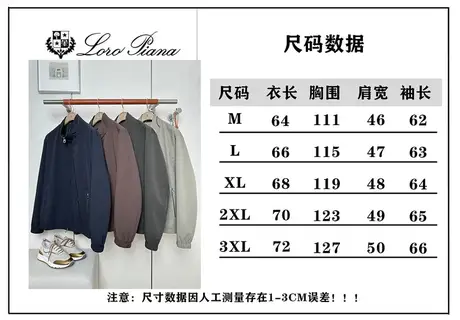 Loro Piana
尺码数据
尺码 衣长 胸围 肩宽 袖长
M 64 111 46 62
L 66 115 47 63
XL 68 119 48 64
2XL 70 123 49 65
3XL 72 127 50 66
注意：尺寸数据因人工测量存在1-3CM误差！！！